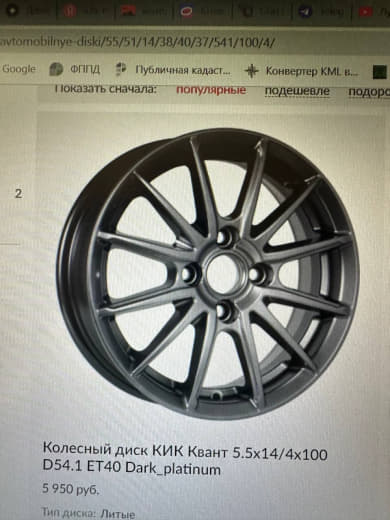 avtomobilnye-diski/55/51/14/38/40/37/541/100/4/
Google ФППД Публичная кадаст... Конвертер KML в...
Показать сначала: популярные подешевле
2
Колесный диск КИК Квант 5.5x14/4x100
D54.1 ET40 Dark_platinum
5 950 руб.
Тип диска: Литые